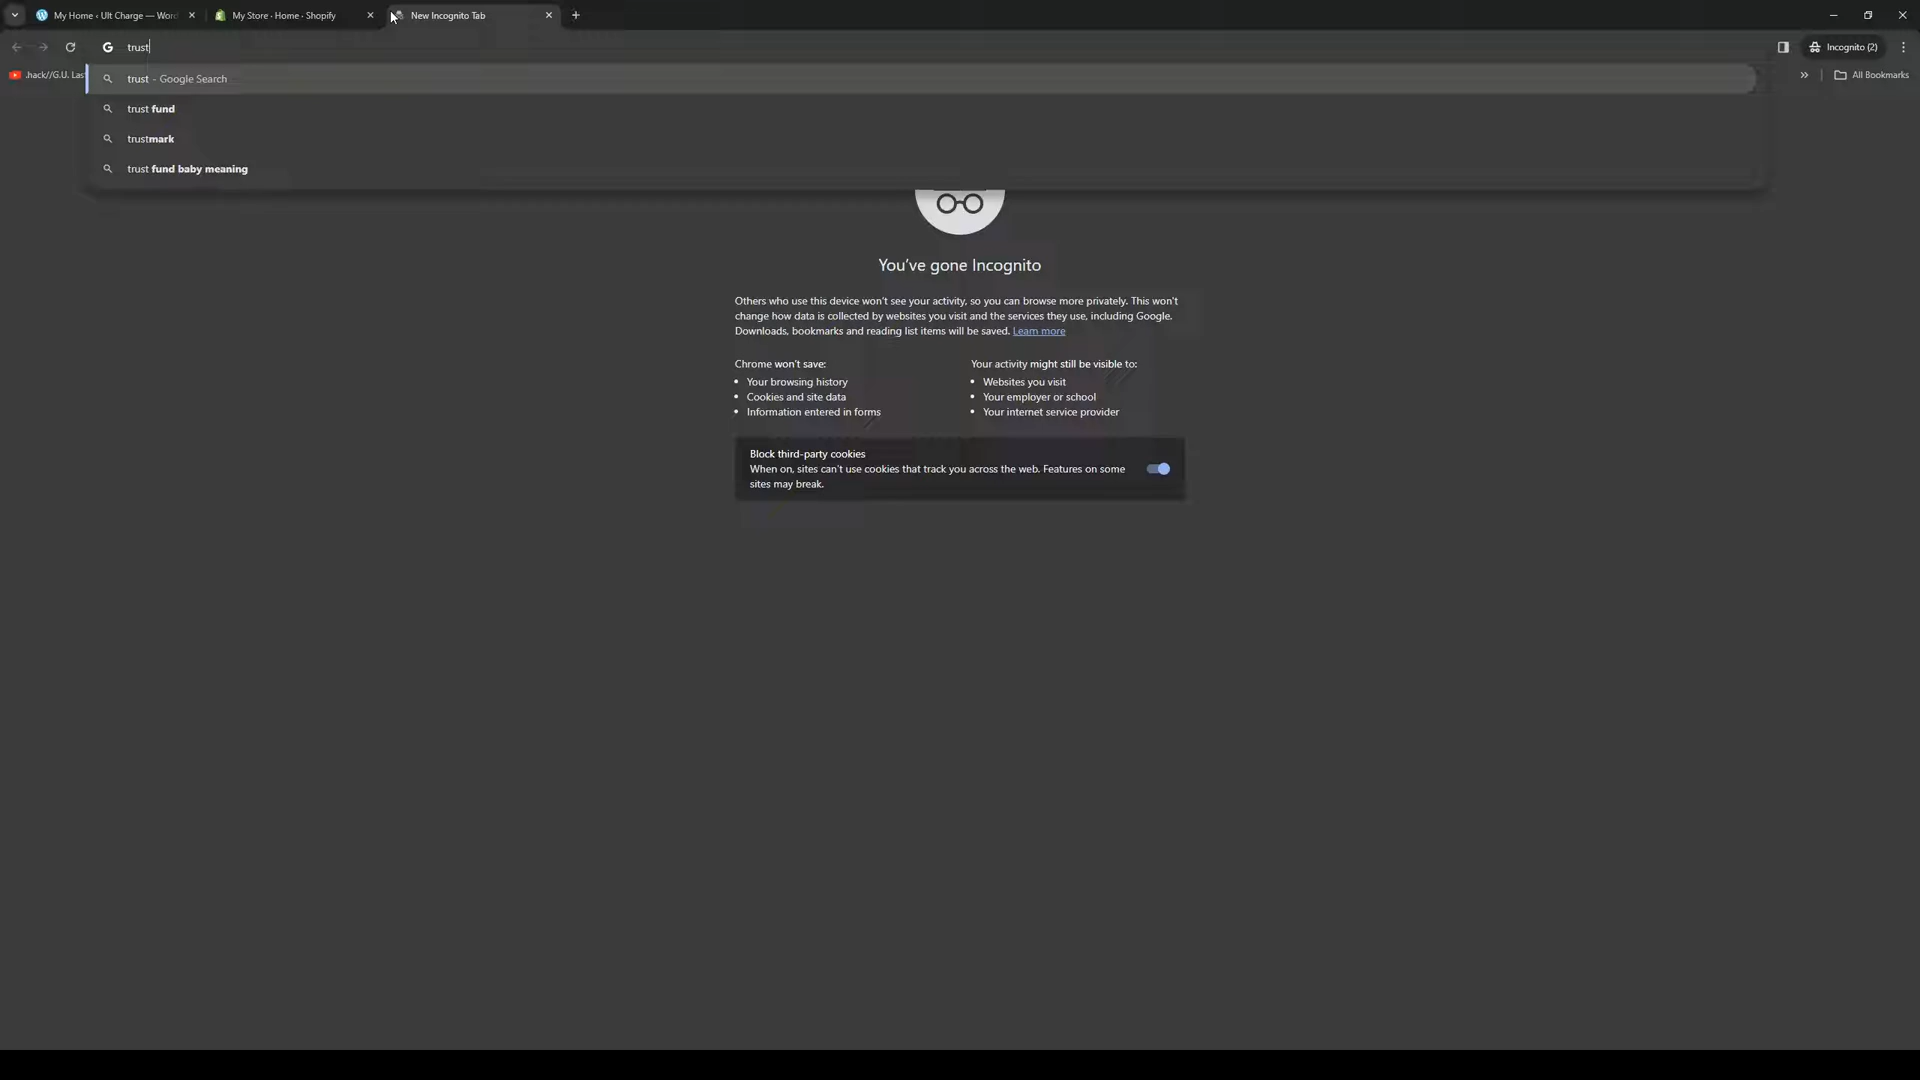 My Home ‹ Ult Charge — Word
My Store · Home · Shopify
New Incognito Tab
trust
Incognito (2)
.hack//G.U. Las
trust - Google Search
All Bookmarks
trust fund
trustmark
trust fund baby meaning
You've gone Incognito
Others who use this device won't see your activity, so you can browse more privately. This won't
change how data is collected by websites you visit and the services they use, including Google.
Downloads, bookmarks and reading list items will be saved. Learn more
Chrome won't save:
• Your browsing history
• Cookies and site data
• Information entered in forms
Your activity might still be visible to:
• Websites you visit
• Your employer or school
• Your internet service provider
Block third-party cookies
When on, sites can't use cookies that track you across the web. Features on some
sites may break.